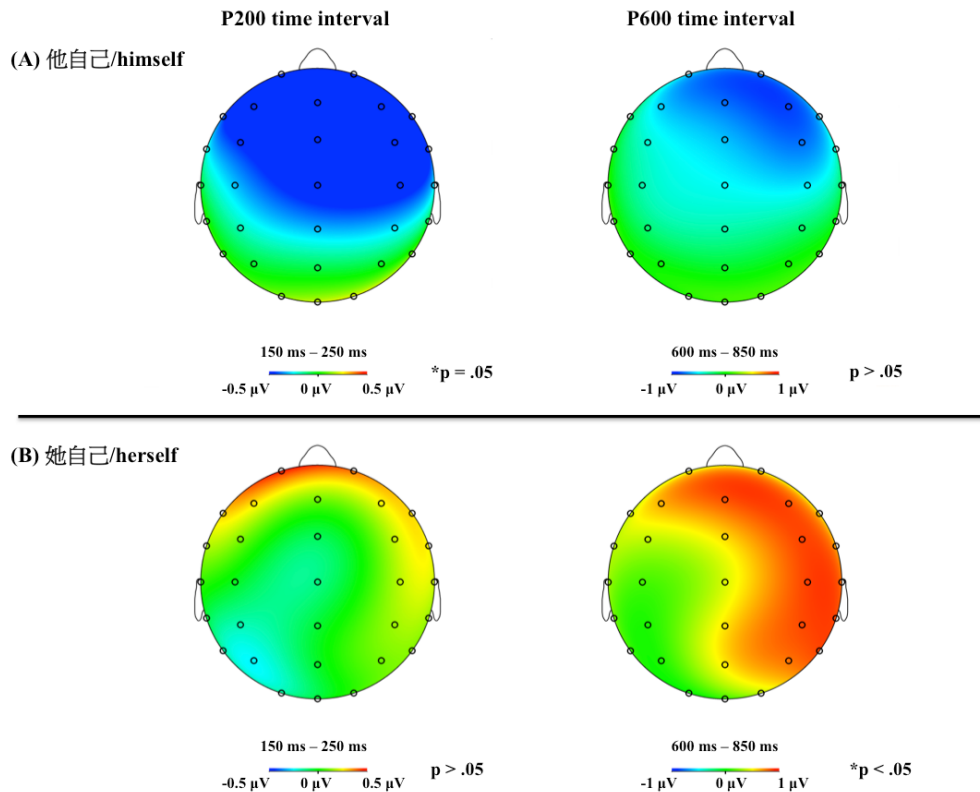 P200 time interval
P600 time interval
(A) 他自己/himself
150 ms – 250 ms
-0.5 μV 0 μV 0.5 μV
*p = .05
600 ms – 850 ms
-1 μV 0 μV 1 μV
p > .05
(B) 她自己/herself
150 ms – 250 ms
-0.5 μV 0 μV 0.5 μV
p > .05
600 ms – 850 ms
-1 μV 0 μV 1 μV
*p < .05